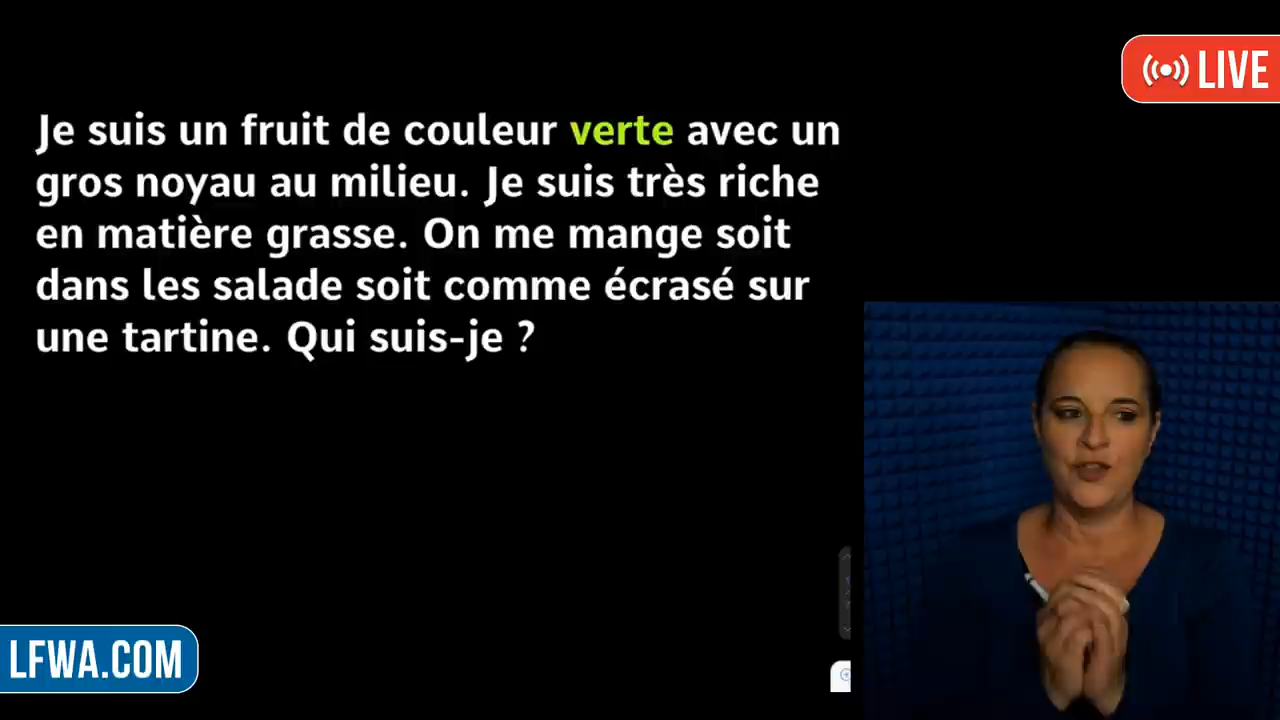 LIVE
Je suis un fruit de couleur verte avec un
gros noyau au milieu. Je suis très riche
en matière grasse. On me mange soit
dans les salade soit comme écrasé sur
une tartine. Qui suis-je ?
LFWA.COM